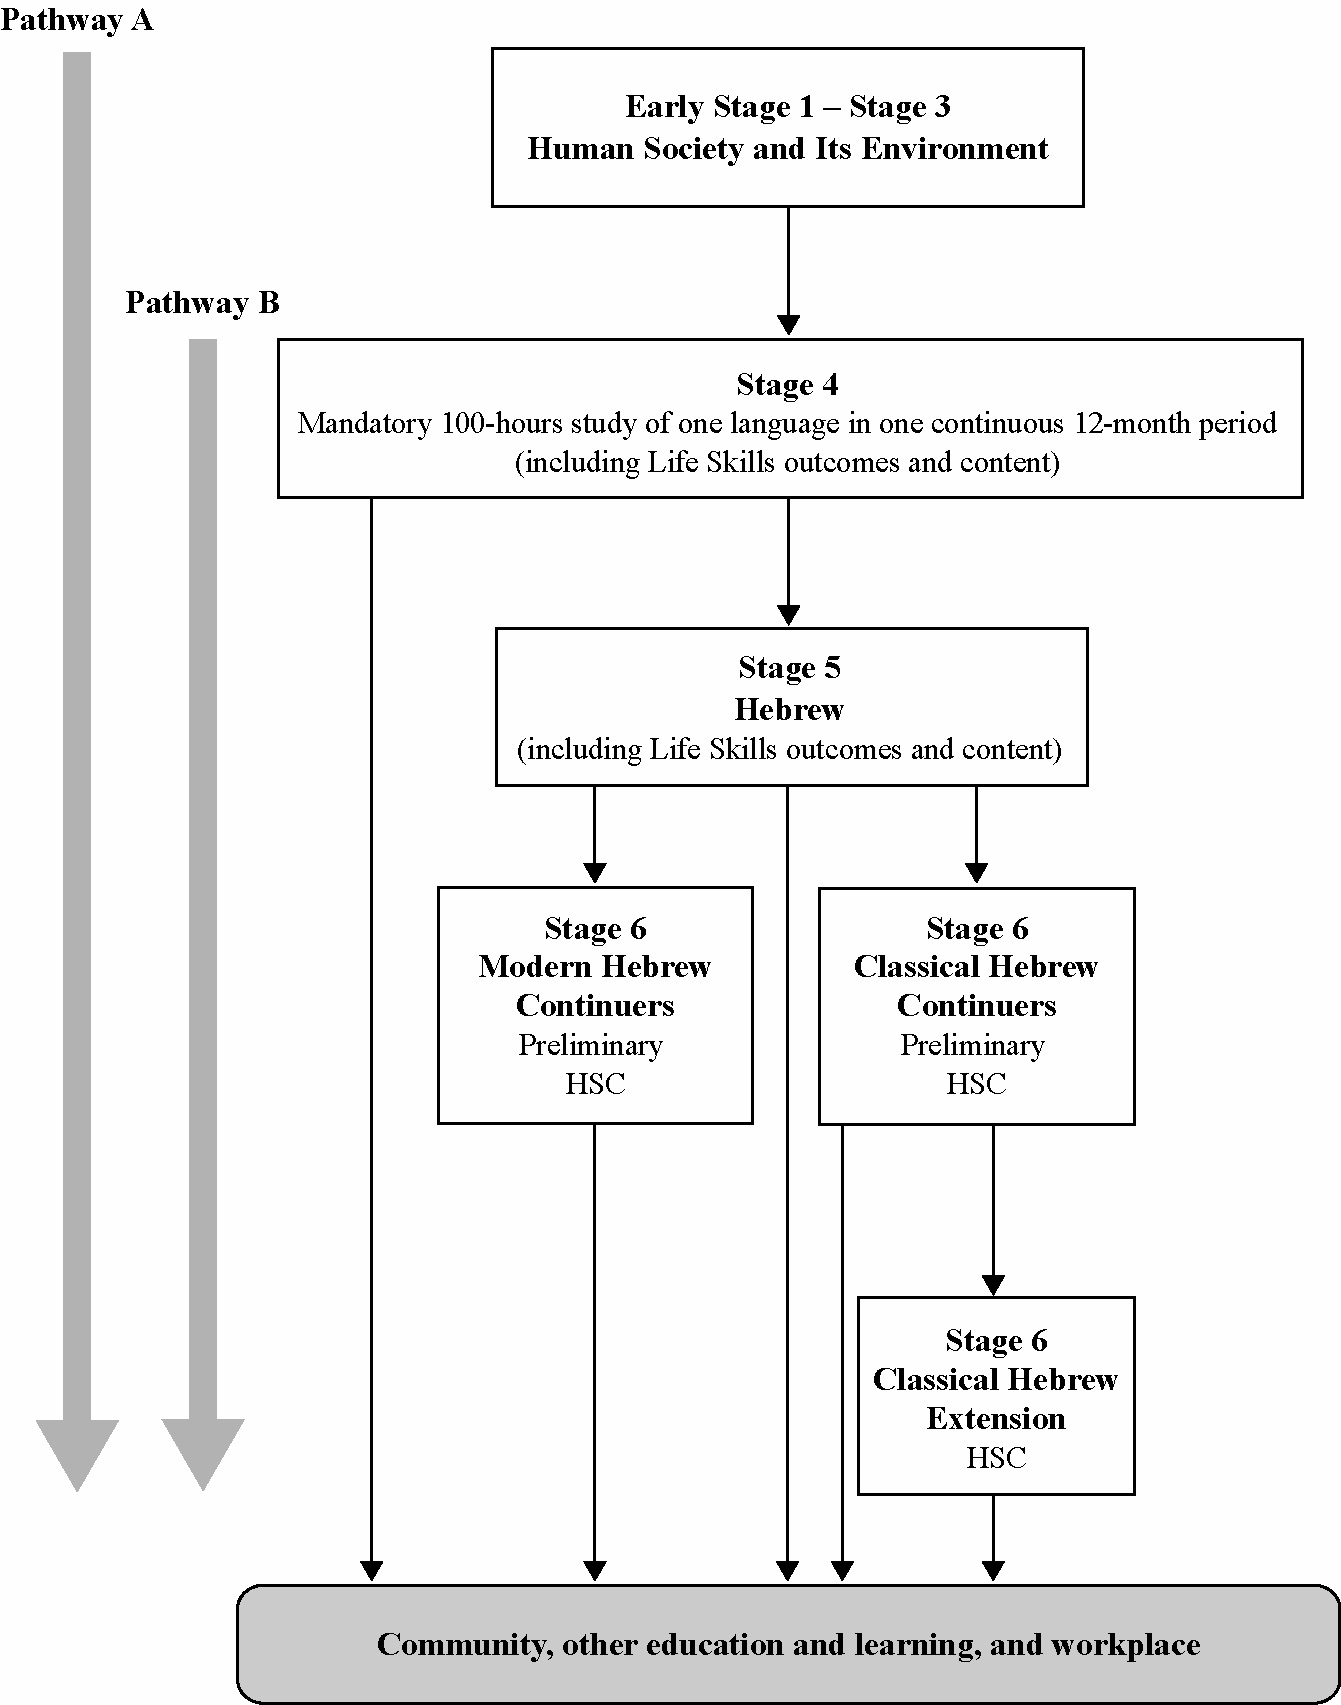 Pathway A
Early Stage 1 – Stage 3
Human Society and Its Environment
Pathway B
Stage 4
Mandatory 100-hours study of one language in one continuous 12-month period
(including Life Skills outcomes and content)
Stage 5
Hebrew
(including Life Skills outcomes and content)
Stage 6
Modern Hebrew
Continuers
Preliminary
HSC
Stage 6
Classical Hebrew
Continuers
Preliminary
HSC
Stage 6
Classical Hebrew
Extension
HSC
Community, other education and learning, and workplace